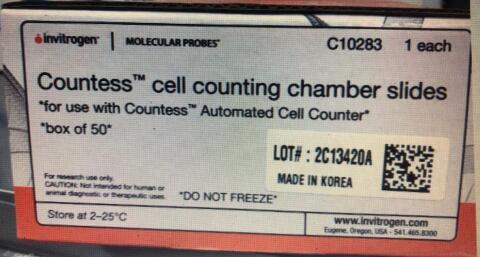 invitrogen™ | MOLECULAR PROBES®
C10283 1 each
Countess™ cell counting chamber slides
*for use with Countess™ Automated Cell Counter*
*box of 50*
LOT# : 2C13420A
MADE IN KOREA
For research use only.
CAUTION: Not intended for human or
animal diagnostic or therapeutic uses.
*DO NOT FREEZE*
Store at 2–25°C
www.invitrogen.com
Eugene, Oregon, USA - 541.465.8300